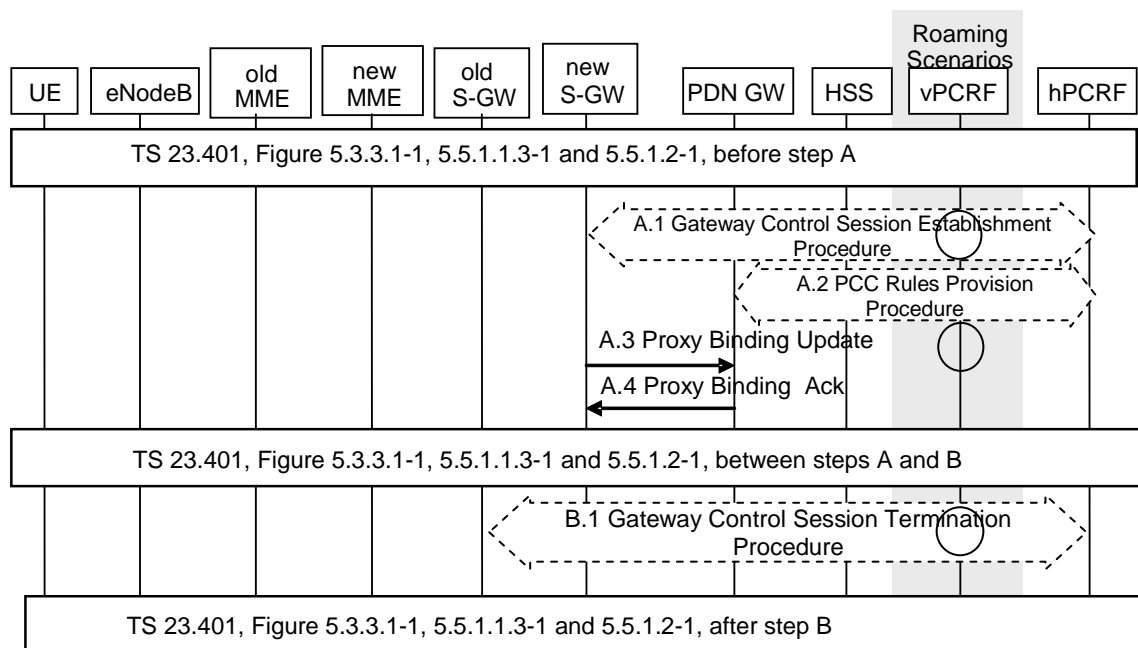 Roaming
Scenarios
UE
eNodeB
old
MME
new
MME
old
S-GW
new
S-GW
PDN GW
HSS
vPCRF
hPCRF
TS 23.401, Figure 5.3.3.1-1, 5.5.1.1.3-1 and 5.5.1.2-1, before step A
A.1 Gateway Control Session Establishment
Procedure
A.2 PCC Rules Provision
Procedure
A.3 Proxy Binding Update
A.4 Proxy Binding Ack
TS 23.401, Figure 5.3.3.1-1, 5.5.1.1.3-1 and 5.5.1.2-1, between steps A and B
B.1 Gateway Control Session Termination
Procedure
TS 23.401, Figure 5.3.3.1-1, 5.5.1.1.3-1 and 5.5.1.2-1, after step B